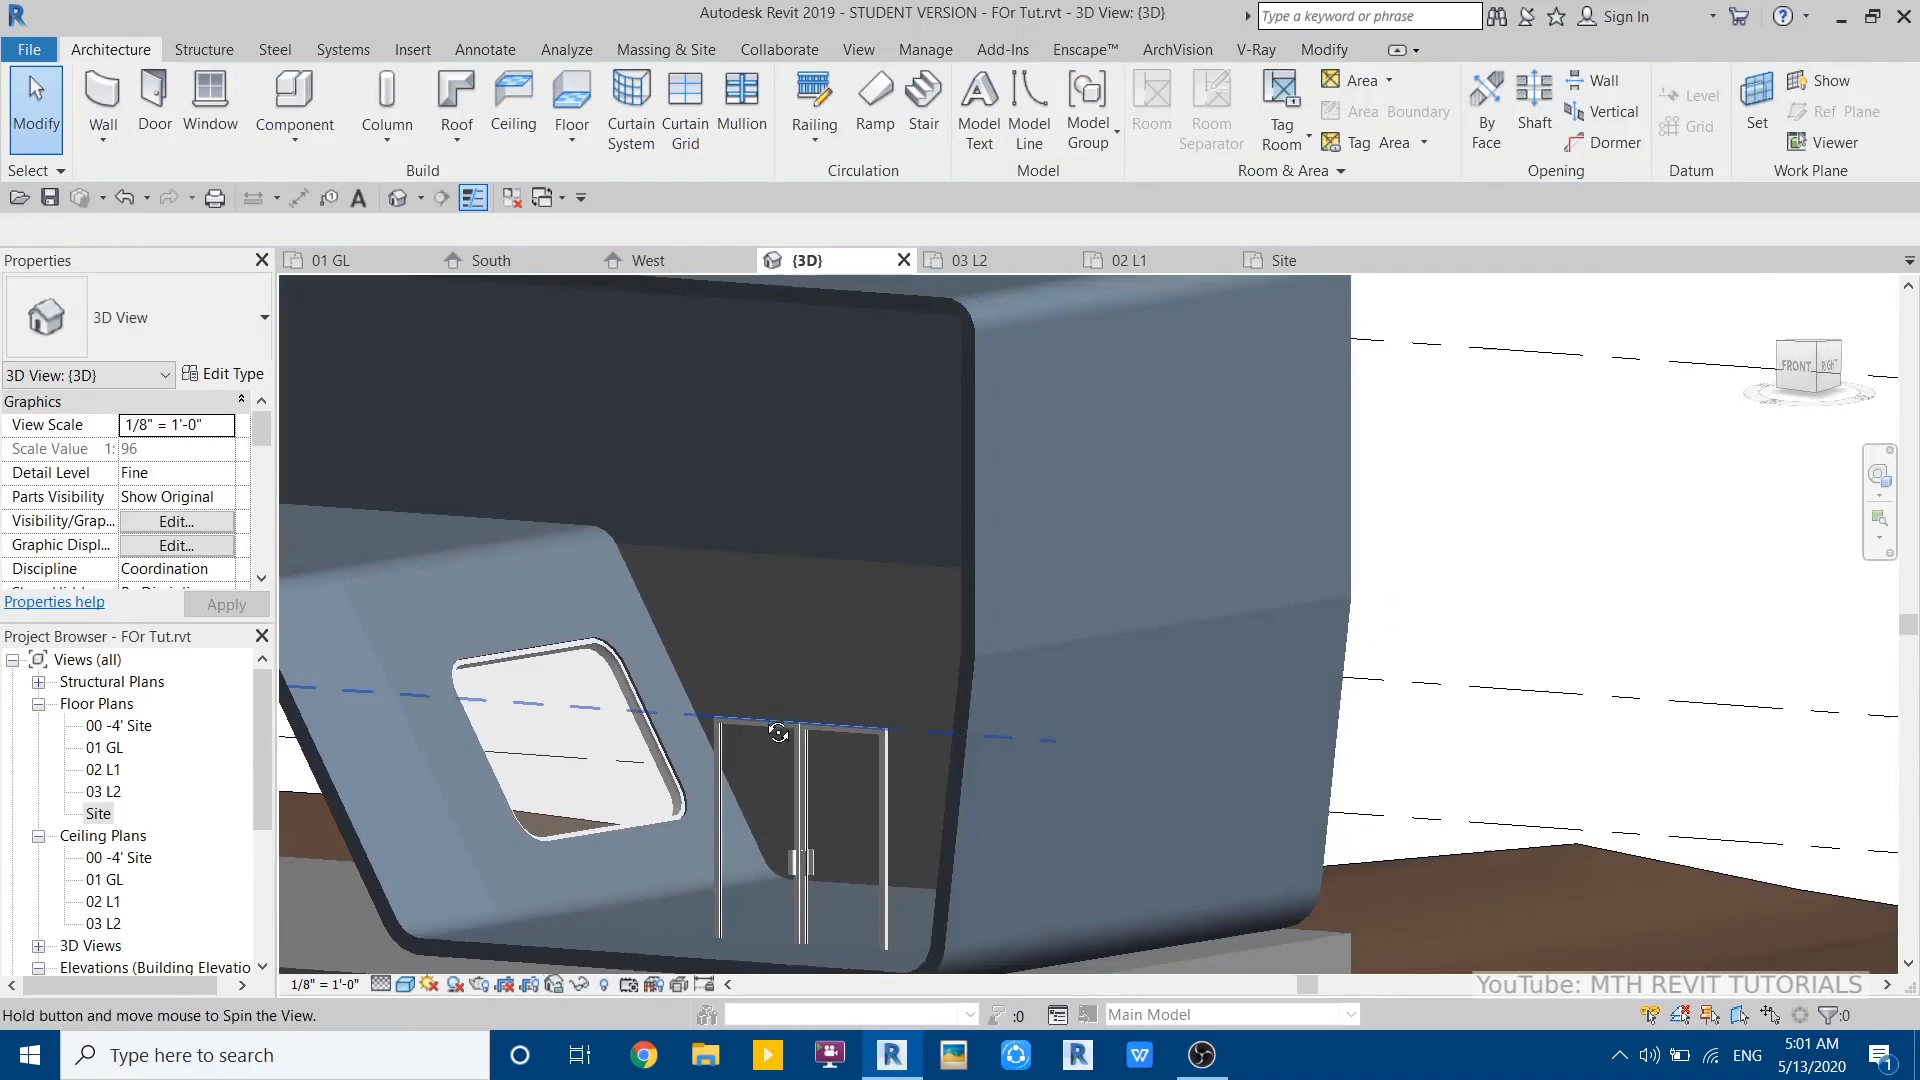 Autodesk Revit 2019 - STUDENT VERSION - FOr Tut.rvt - 3D View: {3D}
Type a keyword or phrase
Sign In
File Architecture Structure Steel Systems Insert Annotate Analyze Massing & Site Collaborate View Manage Add-Ins Enscape™ ArchVision V-Ray Modify
Modify Wall Door Window Component Column Roof Ceiling Floor Curtain System Curtain Grid Mullion Railing Ramp Stair Model Text Model Line Model Group Room Room Separator Tag Room By Face Shaft Set
Area Wall Level Show
Area Boundary Vertical Grid Ref Plane
Tag Area Dormer Viewer
Select Build Circulation Model Room & Area Opening Datum Work Plane
Properties
01 GL South West {3D} 03 L2 02 L1 Site
3D View
3D View: {3D} Edit Type
Graphics
View Scale 1/8" = 1'-0"
Scale Value 1: 96
Detail Level Fine
Parts Visibility Show Original
Visibility/Grap... Edit...
Graphic Displ... Edit...
Discipline Coordination
Properties help Apply
Project Browser - FOr Tut.rvt
Views (all)
Structural Plans
Floor Plans
00 -4' Site
01 GL
02 L1
03 L2
Site
Ceiling Plans
00 -4' Site
01 GL
02 L1
03 L2
3D Views
Elevations (Building Elevatio
FRONT RIGHT
1/8" = 1'-0"
YouTube: MTH REVIT TUTORIALS
Hold button and move mouse to Spin the View.
:0
Main Model
:0
Type here to search
ENG
5:01 AM
5/13/2020
1